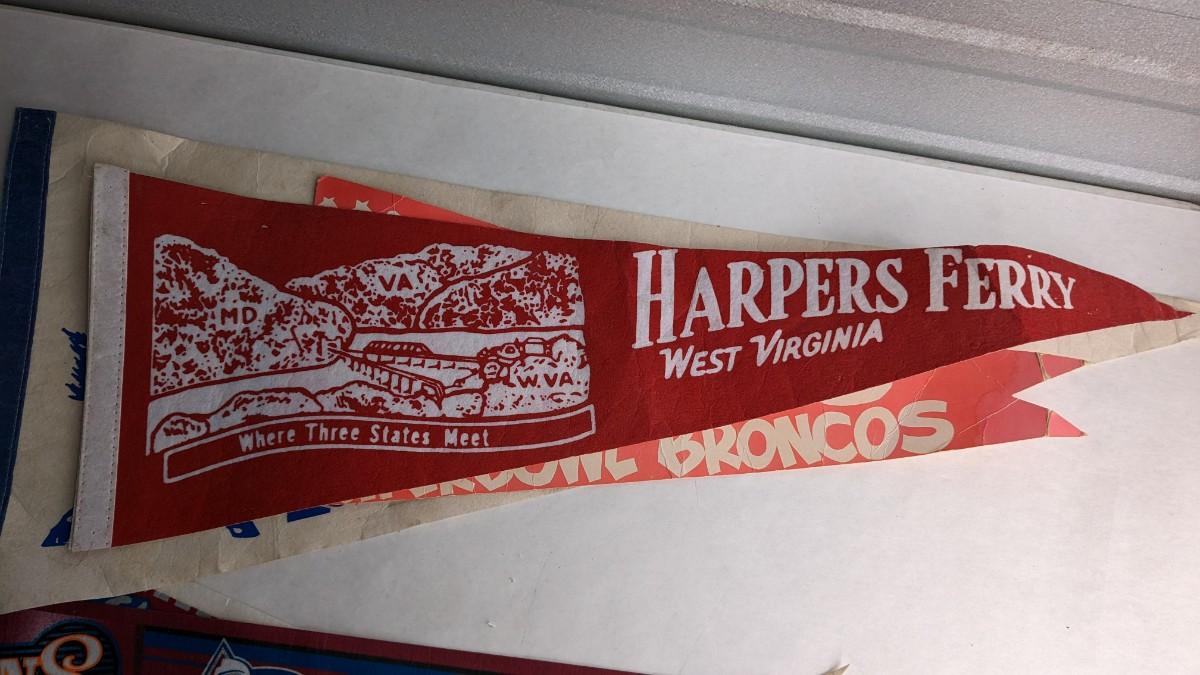 HARPERS FERRY
WEST VIRGINIA
VA
MD
W.VA
Where Three States Meet
BRONCOS